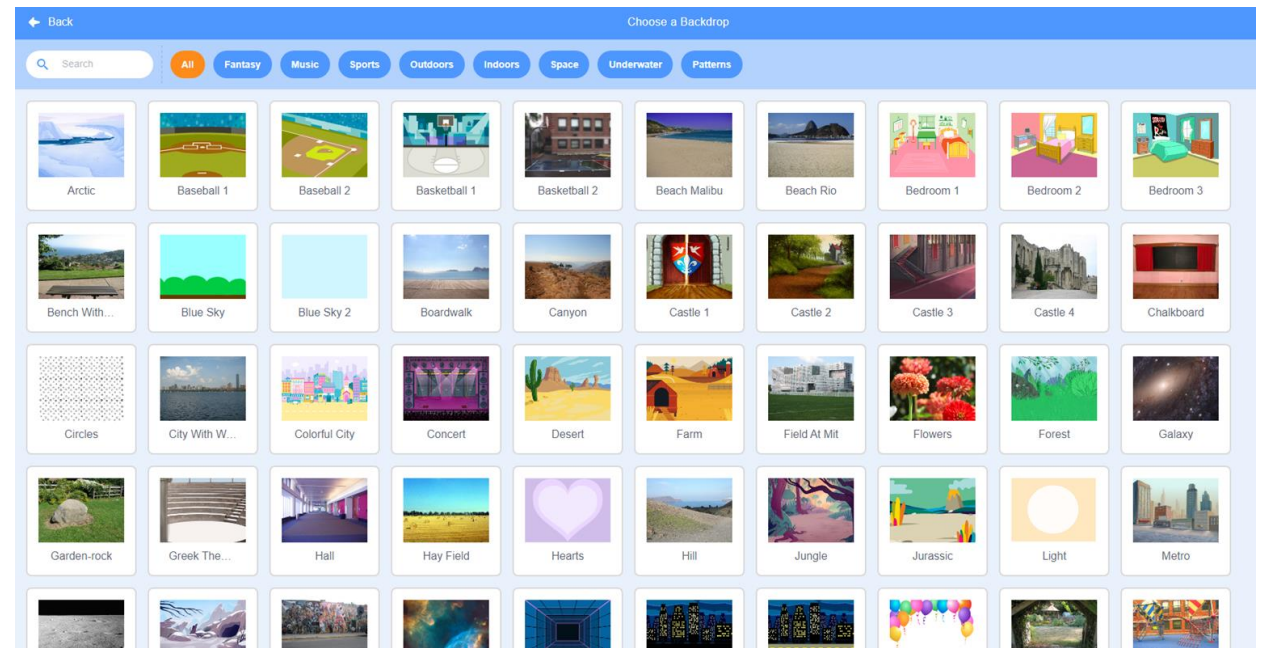 Back
Choose a Backdrop
Search
All
Fantasy
Music
Sports
Outdoors
Indoors
Space
Underwater
Patterns
Arctic
Baseball 1
Baseball 2
Basketball 1
Basketball 2
Beach Malibu
Beach Rio
Bedroom 1
Bedroom 2
Bedroom 3
Bench With...
Blue Sky
Blue Sky 2
Boardwalk
Canyon
Castle 1
Castle 2
Castle 3
Castle 4
Chalkboard
Circles
City With W...
Colorful City
Concert
Desert
Farm
Field At Mit
Flowers
Forest
Galaxy
Garden-rock
Greek The...
Hall
Hay Field
Hearts
Hill
Jungle
Jurassic
Light
Metro